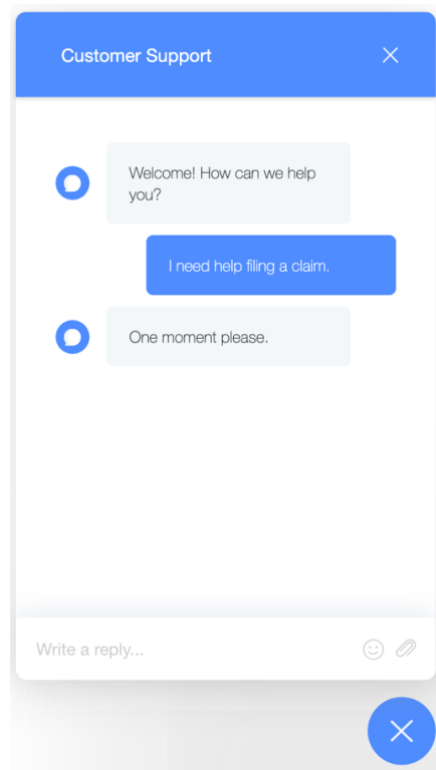 Customer Support
Welcome! How can we help
you?
I need help filing a claim.
One moment please.
Write a reply...